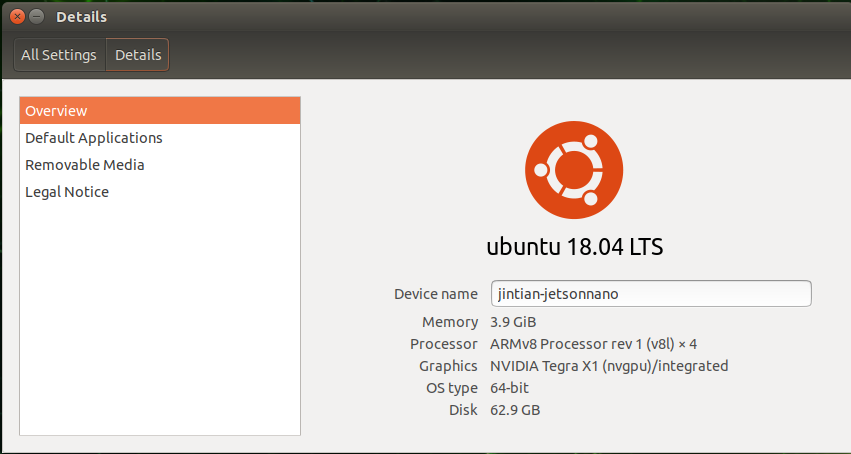 Details
All Settings Details
Overview
Default Applications
Removable Media
Legal Notice
ubuntu 18.04 LTS
Device name jintian-jetsonnano
Memory 3.9 GiB
Processor ARMv8 Processor rev 1 (v8l) × 4
Graphics NVIDIA Tegra X1 (nvgpu)/integrated
OS type 64-bit
Disk 62.9 GB